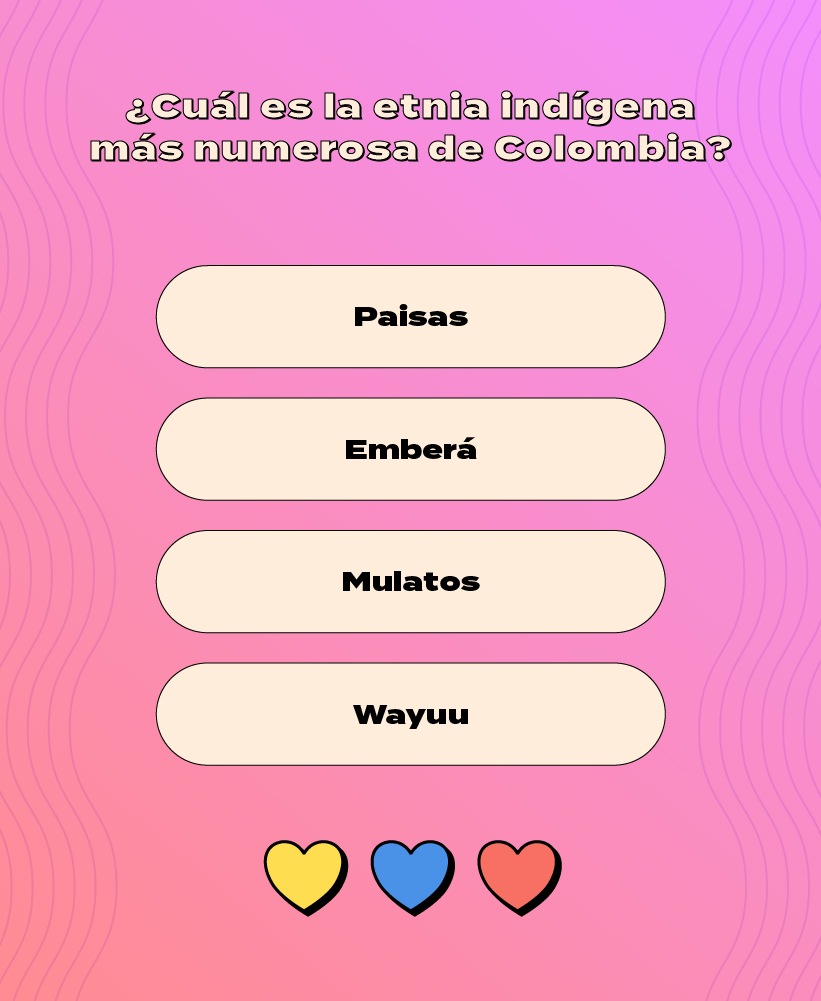 ¿Cuál es la etnia indígena
más numerosa de Colombia?
Paisas
Emberá
Mulatos
Wayuu